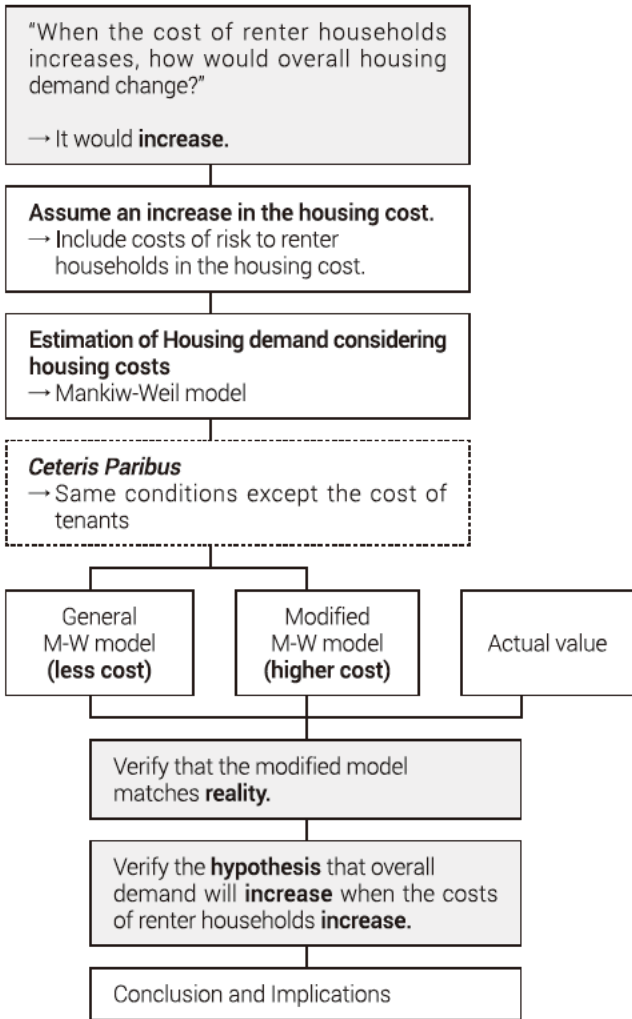 “When the cost of renter households
increases, how would overall housing
demand change?”
→ It would increase.
Assume an increase in the housing cost.
→ Include costs of risk to renter
households in the housing cost.
Estimation of Housing demand considering
housing costs
→ Mankiw-Weil model
Ceteris Paribus
→ Same conditions except the cost of
tenants
General
M-W model
(less cost)
Modified
M-W model
(higher cost)
Actual value
Verify that the modified model
matches reality.
Verify the hypothesis that overall
demand will increase when the costs
of renter households increase.
Conclusion and Implications